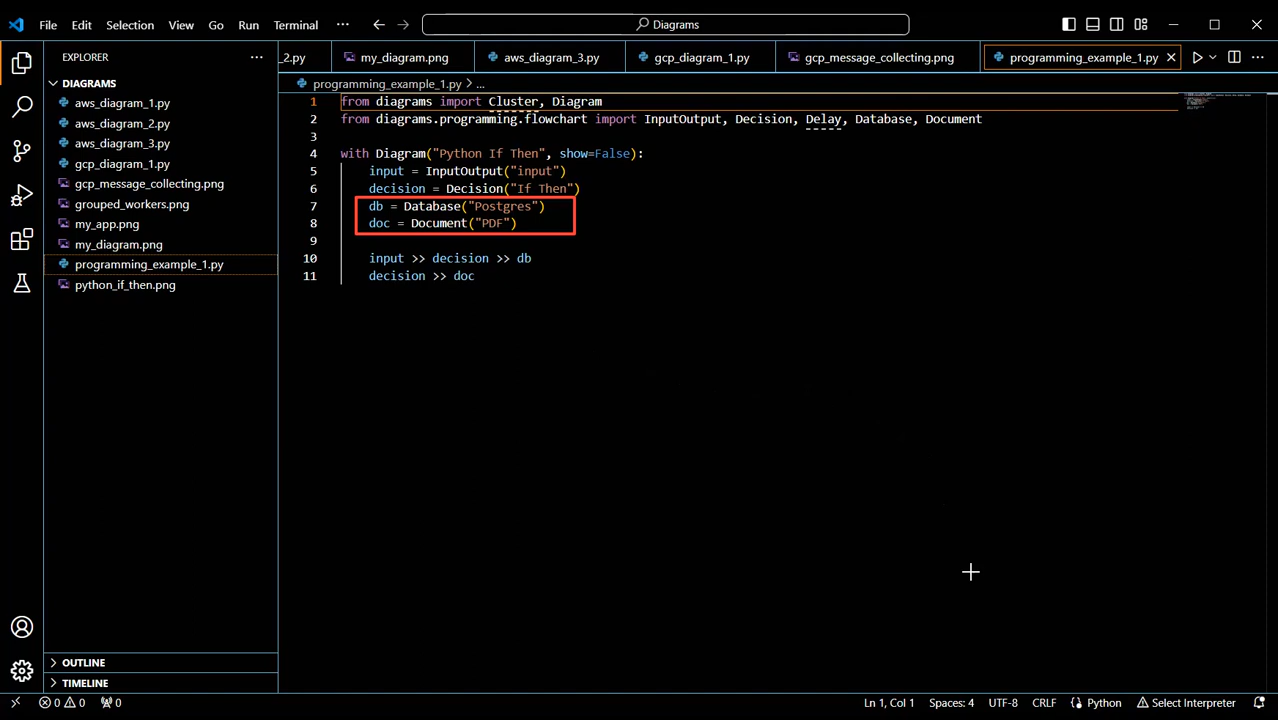 File Edit Selection View Go Run Terminal ··· Diagrams
EXPLORER ···
_2.py my_diagram.png aws_diagram_3.py gcp_diagram_1.py gcp_message_collecting.png programming_example_1.py
DIAGRAMS
aws_diagram_1.py
aws_diagram_2.py
aws_diagram_3.py
gcp_diagram_1.py
gcp_message_collecting.png
grouped_workers.png
my_app.png
my_diagram.png
programming_example_1.py
python_if_then.png
OUTLINE
TIMELINE
programming_example_1.py > ...
1 from diagrams import Cluster, Diagram
2 from diagrams.programming.flowchart import InputOutput, Decision, Delay, Database, Document
3
4 with Diagram("Python If Then", show=False):
5     input = InputOutput("input")
6     decision = Decision("If Then")
7     db = Database("Postgres")
8     doc = Document("PDF")
9
10     input >> decision >> db
11     decision >> doc
0 0 0 Ln 1, Col 1 Spaces: 4 UTF-8 CRLF Python Select Interpreter